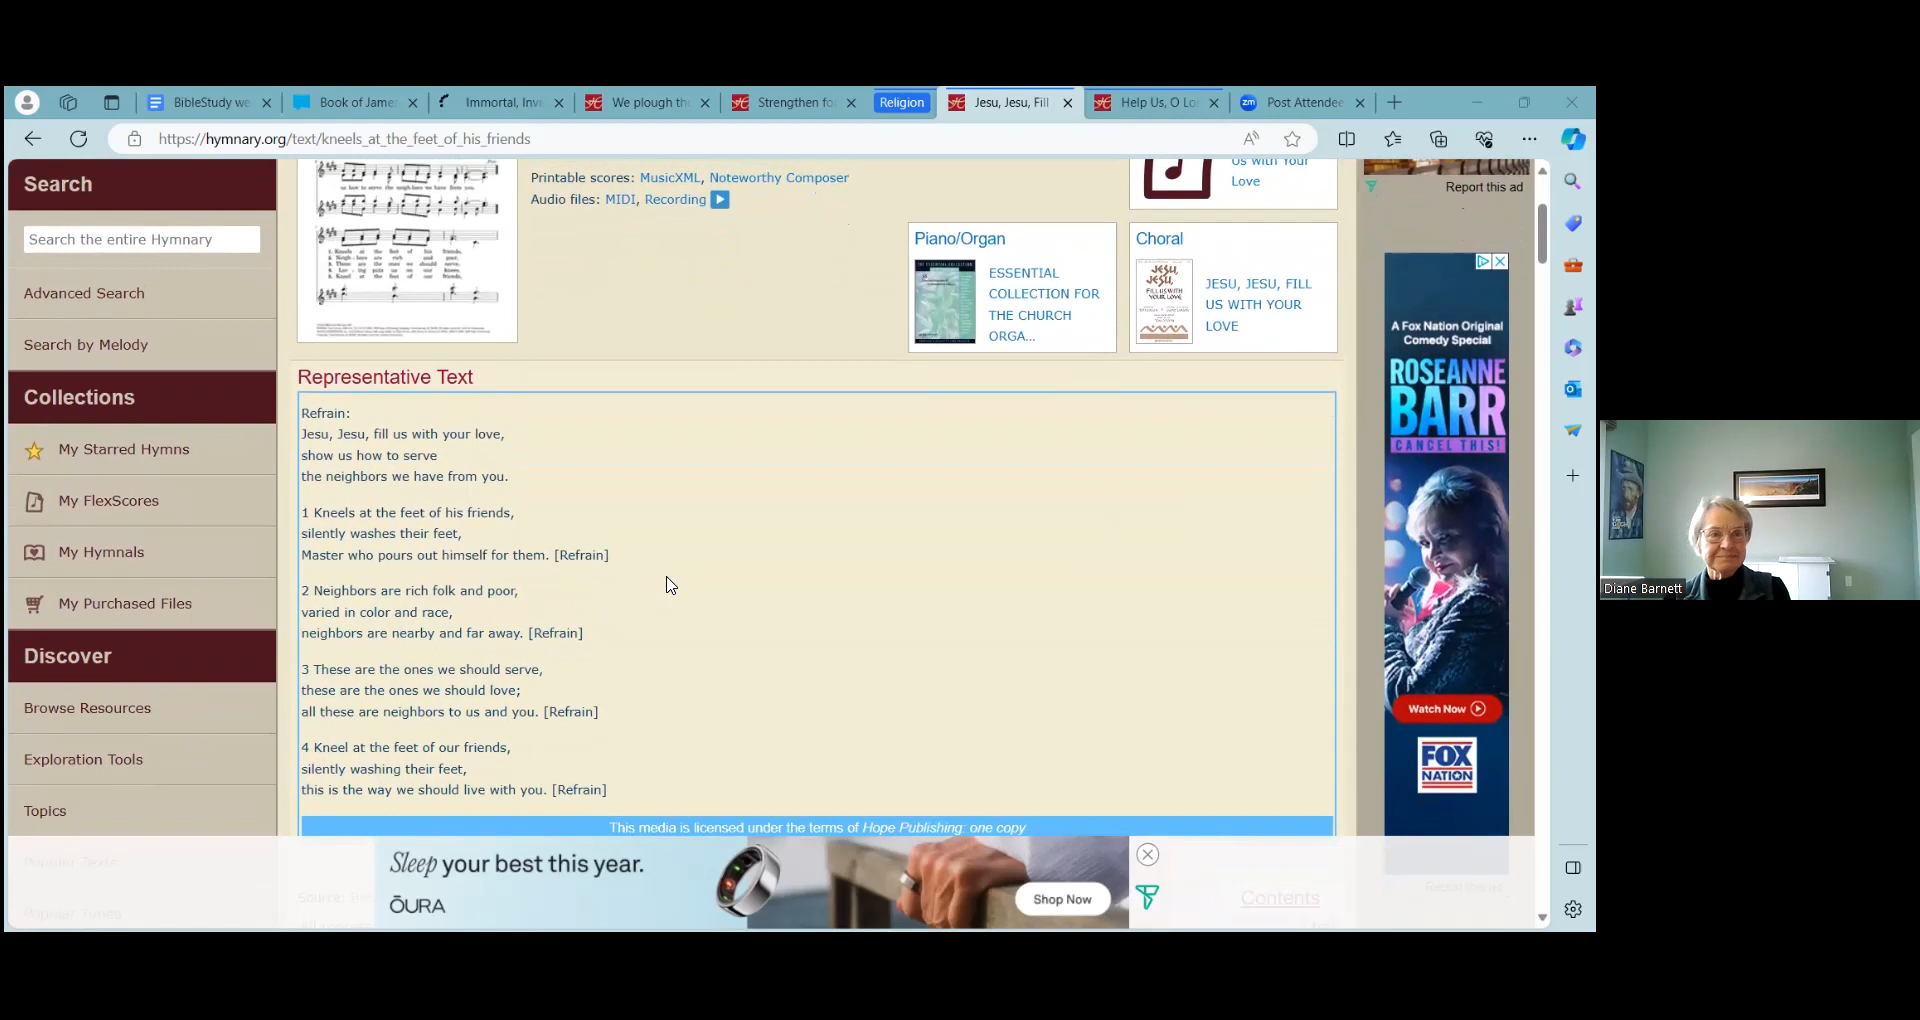 BibleStudy we
Book of Jame
Immortal, Invi
We plough th
Strengthen fo
Religion
Jesu, Jesu, Fill
Help Us, O Lo
Post Attendee
https://hymnary.org/text/kneels_at_the_feet_of_his_friends
Search
Search the entire Hymnary
Advanced Search
Search by Melody
Collections
My Starred Hymns
My FlexScores
My Hymnals
My Purchased Files
Discover
Browse Resources
Exploration Tools
Topics
Popular Texts
Popular Tunes
Printable scores: MusicXML, Noteworthy Composer
Audio files: MIDI, Recording
Us with Your
Love
Piano/Organ
ESSENTIAL
COLLECTION FOR
THE CHURCH
ORGA...
Choral
JESU, JESU, FILL
US WITH YOUR
LOVE
Representative Text
Refrain:
Jesu, Jesu, fill us with your love,
show us how to serve
the neighbors we have from you.
1 Kneels at the feet of his friends,
silently washes their feet,
Master who pours out himself for them. [Refrain]
2 Neighbors are rich folk and poor,
varied in color and race,
neighbors are nearby and far away. [Refrain]
3 These are the ones we should serve,
these are the ones we should love;
all these are neighbors to us and you. [Refrain]
4 Kneel at the feet of our friends,
silently washing their feet,
this is the way we should live with you. [Refrain]
This media is licensed under the terms of Hope Publishing: one copy
Contents
Sleep your best this year.
ŌURA
Shop Now
Report this ad
A Fox Nation Original
Comedy Special
ROSEANNE
BARR
CANCEL THIS!
Watch Now
FOX
NATION
Report this ad
Diane Barnett